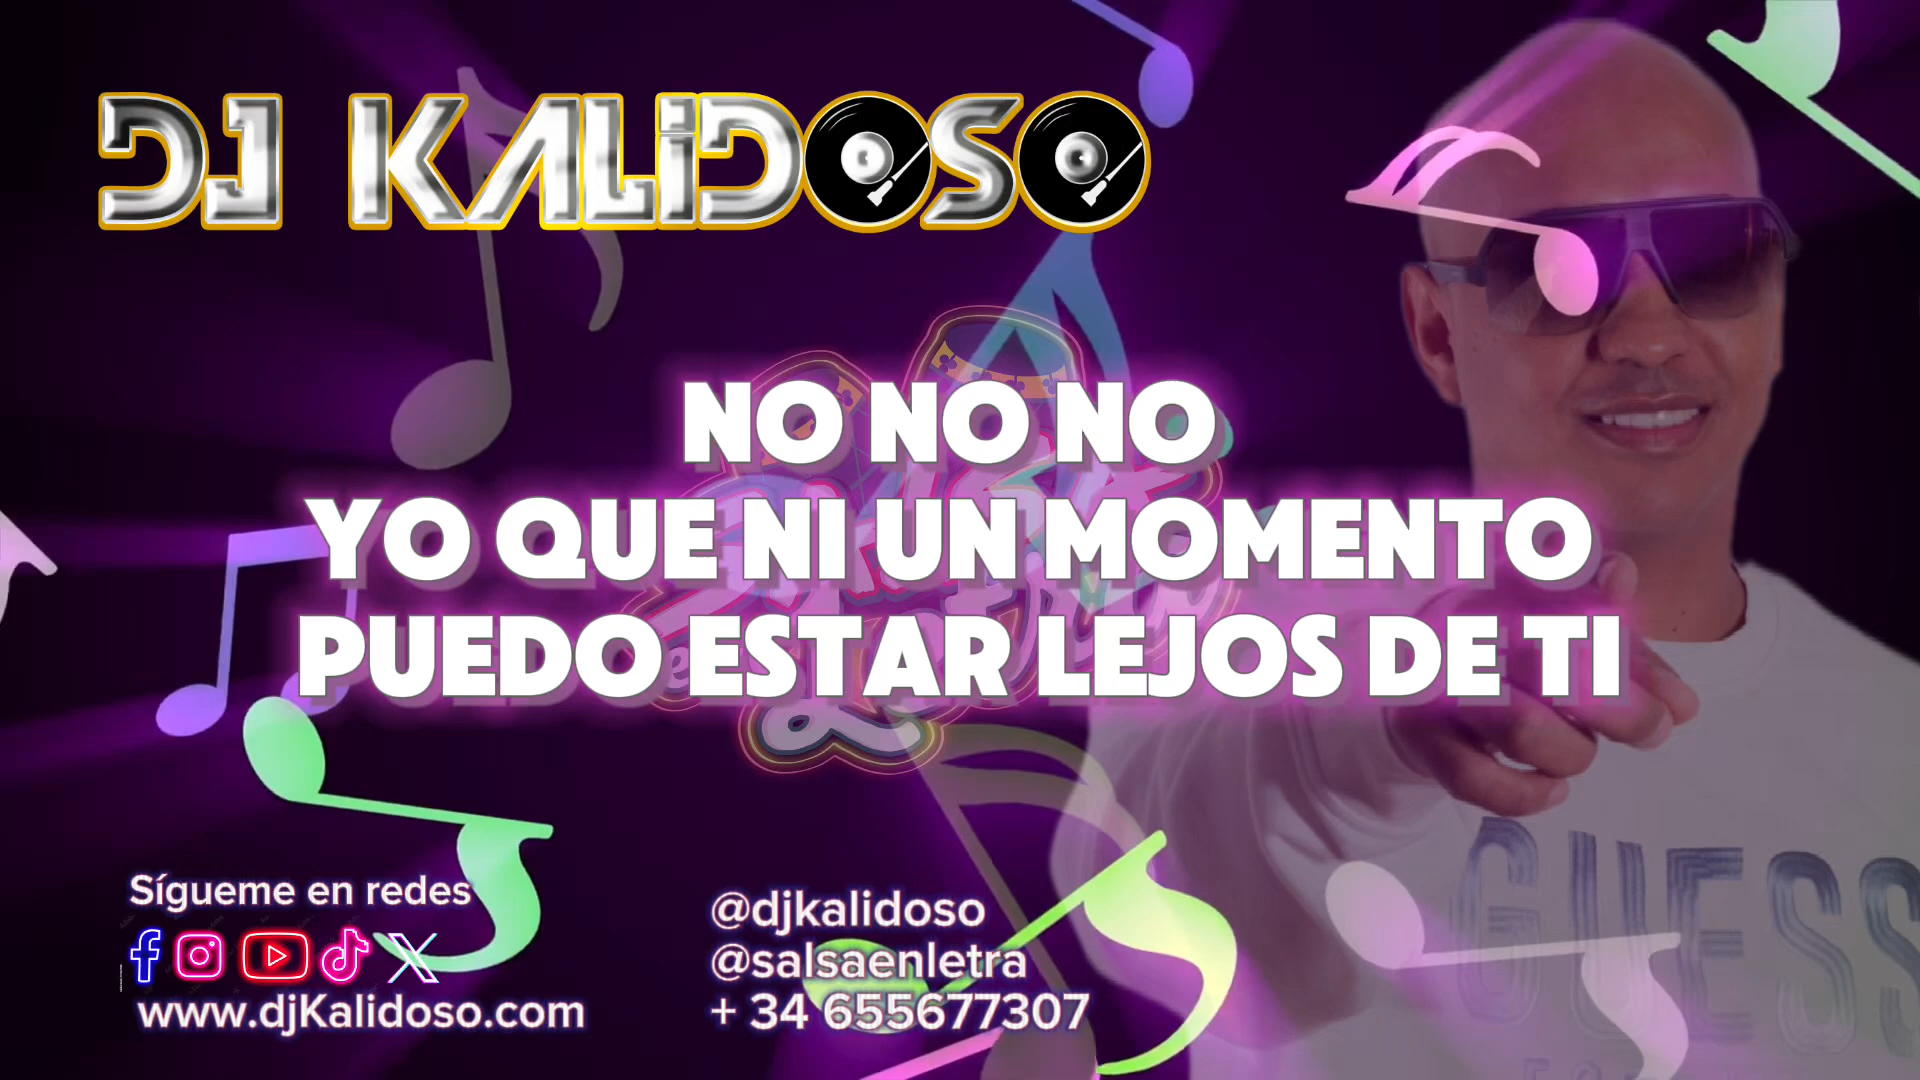 DJ KALiDOSO
NO NO NO
YO QUE NI UN MOMENTO
PUEDO ESTAR LEJOS DE TI
Sígueme en redes
www.djKalidoso.com
@djkalidoso
@salsaenletra
+ 34 655677307
GUESS